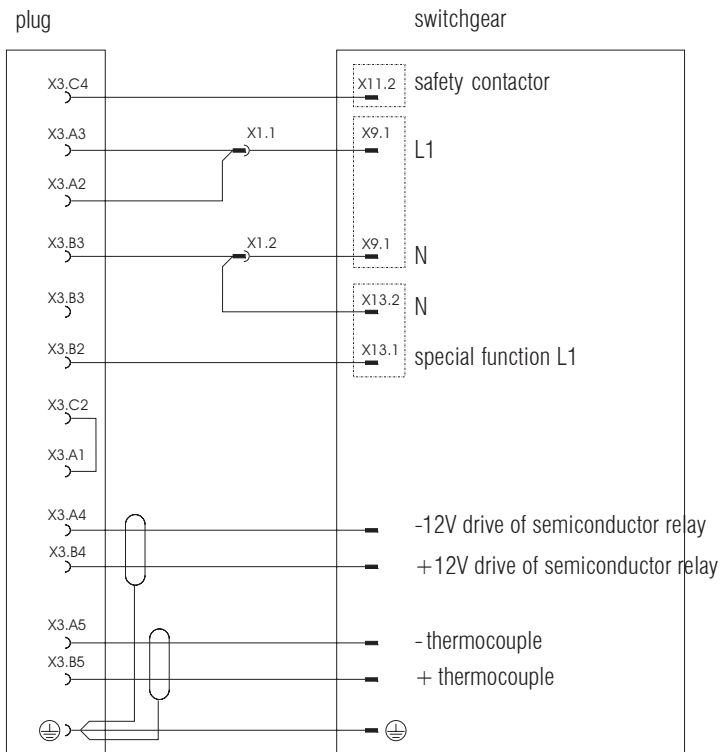 plug switchgear
X3.C4 X11.2 safety contactor
X3.A3 X1.1 X9.1 L1
X3.A2
X3.B3 X1.2 X9.1 N
X3.B3 X13.2 N
X3.B2 X13.1 special function L1
X3.C2
X3.A1
X3.A4 -12V drive of semiconductor relay
X3.B4 +12V drive of semiconductor relay
X3.A5 - thermocouple
X3.B5 + thermocouple